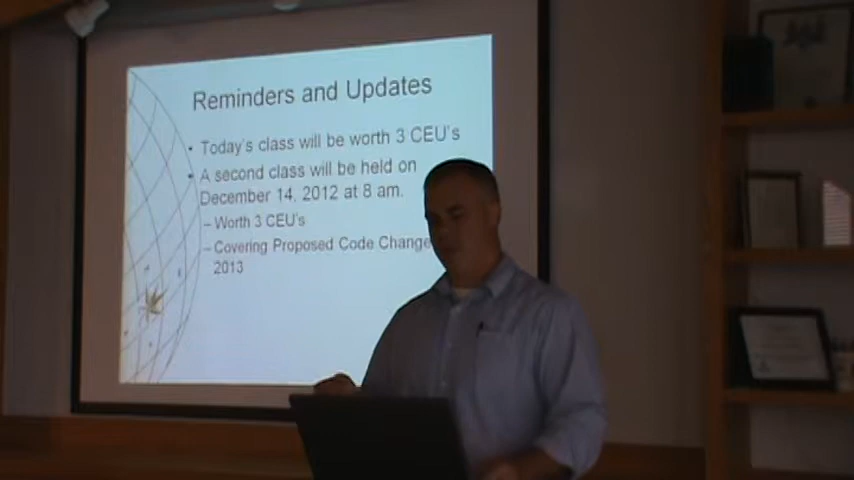 Reminders and Updates
• Today's class will be worth 3 CEU's
• A second class will be held on
December 14, 2012 at 8 am.
– Worth 3 CEU's
– Covering Proposed Code Change
2013